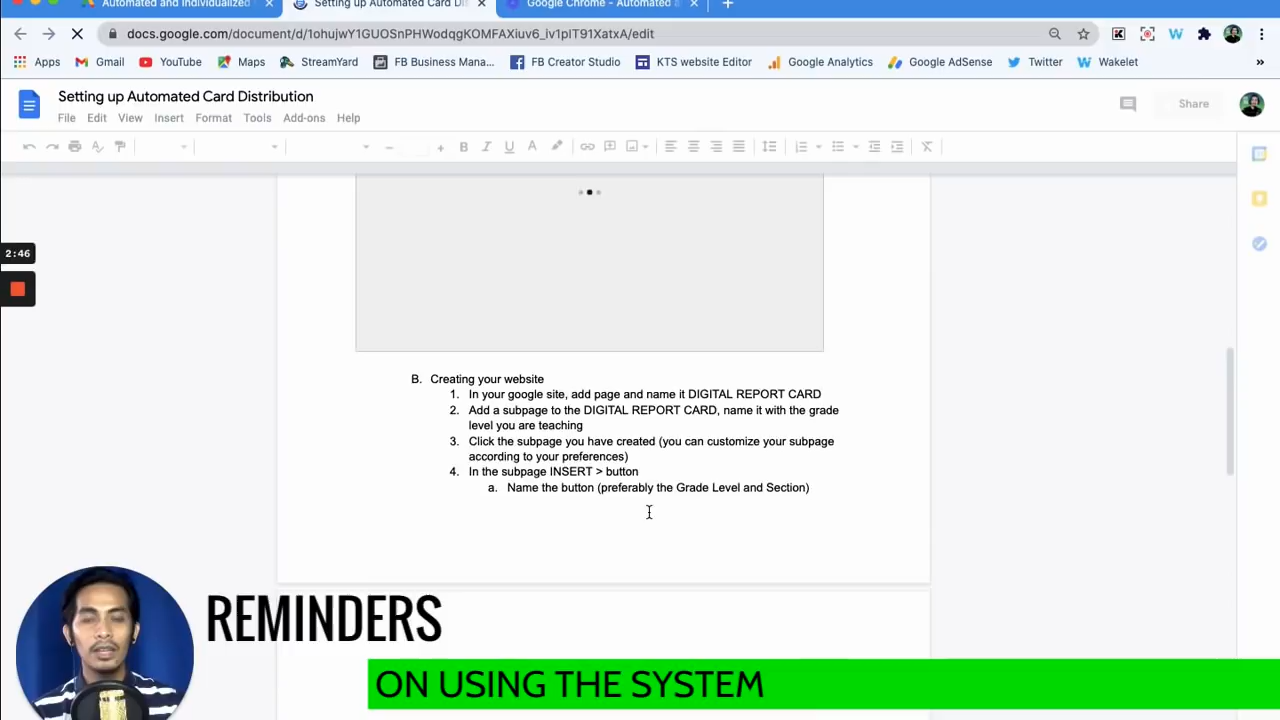 Automated and Individualized
Setting up Automated Card Di
Google Chrome - Automated a
docs.google.com/document/d/1ohujwY1GUOSnPHWodqgKOMFAXiuv6_iv1pIT91XatxA/edit
Apps Gmail YouTube Maps StreamYard FB Business Mana... FB Creator Studio KTS website Editor Google Analytics Google AdSense Twitter Wakelet »
Setting up Automated Card Distribution
Share
File Edit View Insert Format Tools Add-ons Help
2:46
B. Creating your website
1. In your google site, add page and name it DIGITAL REPORT CARD
2. Add a subpage to the DIGITAL REPORT CARD, name it with the grade
level you are teaching
3. Click the subpage you have created (you can customize your subpage
according to your preferences)
4. In the subpage INSERT > button
a. Name the button (preferably the Grade Level and Section)
REMINDERS
ON USING THE SYSTEM